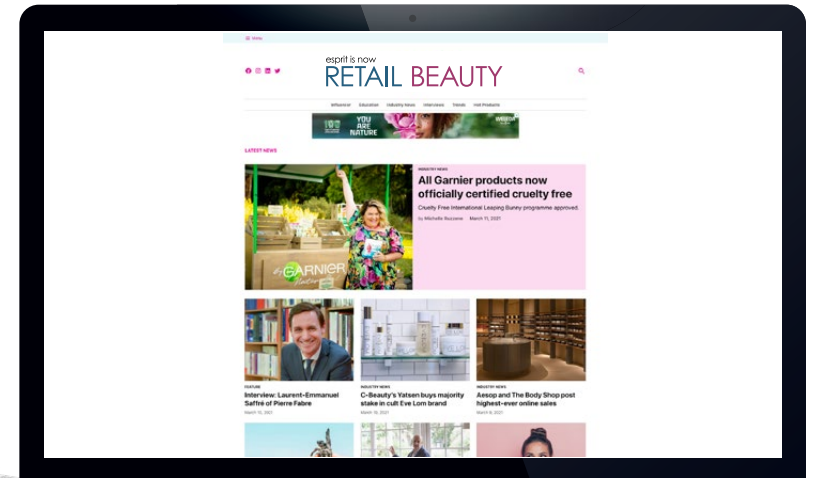 Menu
esprit is now
RETAIL BEAUTY
Influencer Education Industry News Interviews Trends Hot Products
YOU
ARE
NATURE
WELEDA
LATEST NEWS
INDUSTRY NEWS
All Garnier products now
officially certified cruelty free
Cruelty Free International Leaping Bunny programme approved.
by Michelle Ruzzene March 11, 2021
by GARNIER
FEATURE
Interview: Laurent-Emmanuel
Saffré of Pierre Fabre
INDUSTRY NEWS
C-Beauty's Yatsen buys majority
stake in cult Eve Lom brand
March 10, 2021
INDUSTRY NEWS
Aesop and The Body Shop post
highest-ever online sales
March 8, 2021